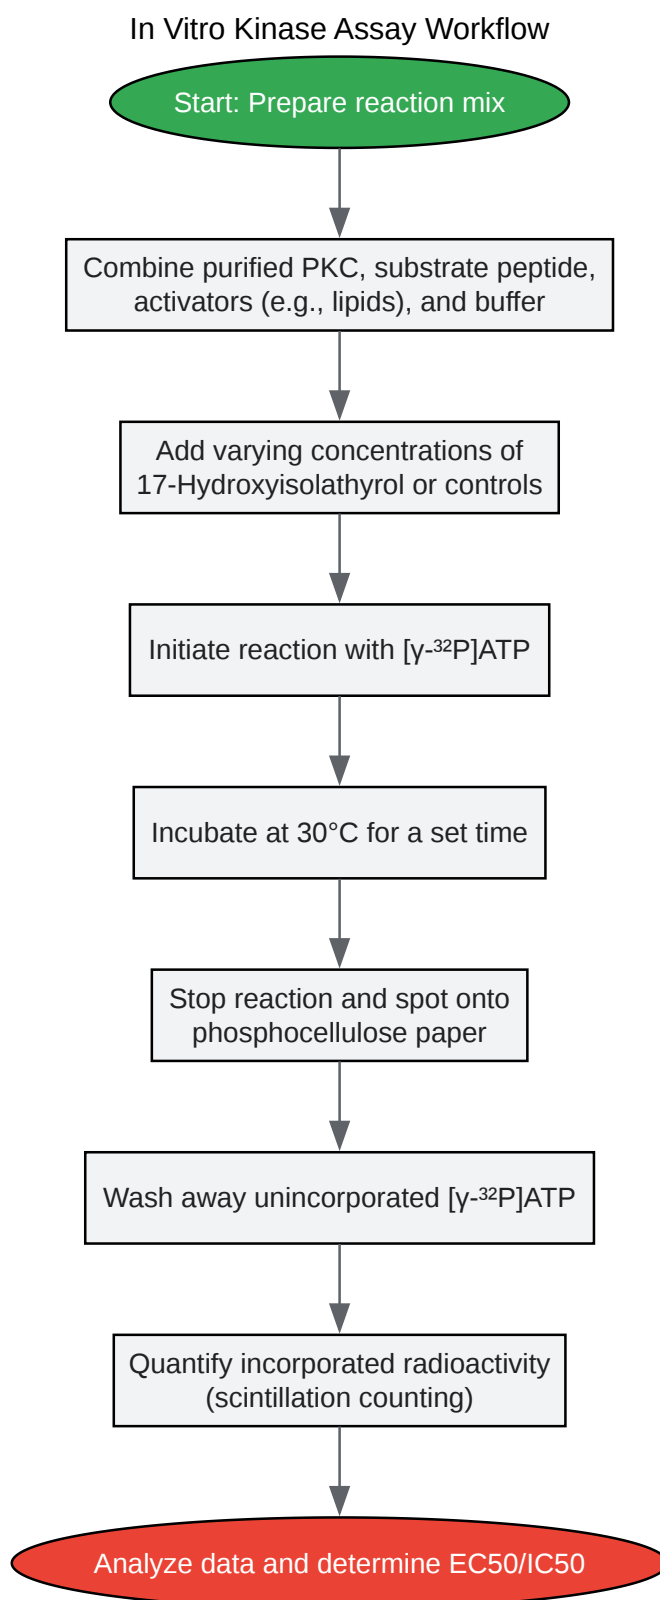 In Vitro Kinase Assay Workflow
Start: Prepare reaction mix
Combine purified PKC, substrate peptide,
activators (e.g., lipids), and buffer
Add varying concentrations of
17-Hydroxyisolathyrol or controls
Initiate reaction with [γ-³²P]ATP
Incubate at 30°C for a set time
Stop reaction and spot onto
phosphocellulose paper
Wash away unincorporated [γ-³²P]ATP
Quantify incorporated radioactivity
(scintillation counting)
Analyze data and determine EC50/IC50